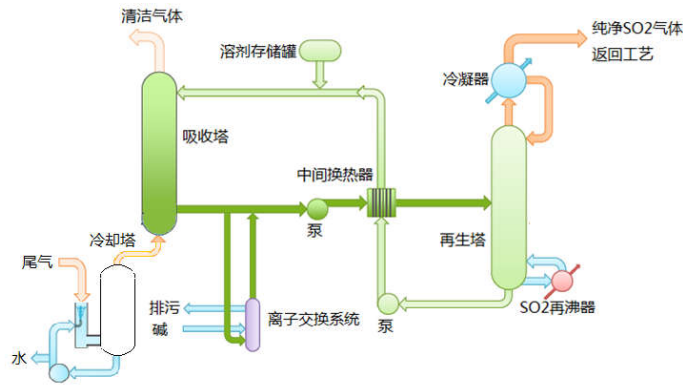 清洁气体
纯净SO2气体
返回工艺
溶剂存储罐
冷凝器
吸收塔
中间换热器
泵
冷却塔
再生塔
尾气
排污
碱
离子交换系统
泵
SO2再沸器
水